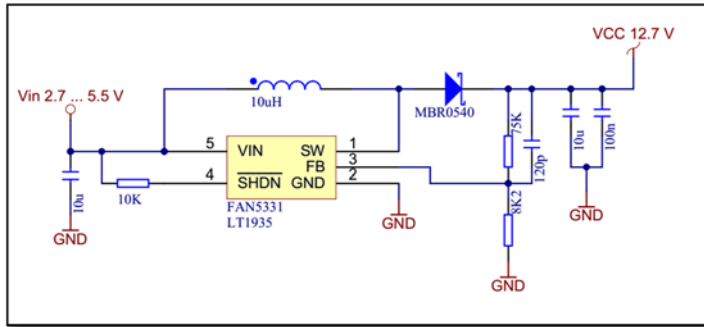 VCC 12.7 V
Vin 2.7 ... 5.5 V
10uH
MBR0540
75K
120p
10u
100n
5
VIN
SW
1
FB
3
4
SHDN
GND
2
10K
10u
FAN5331
LT1935
8K2
GND
GND
GND
GND